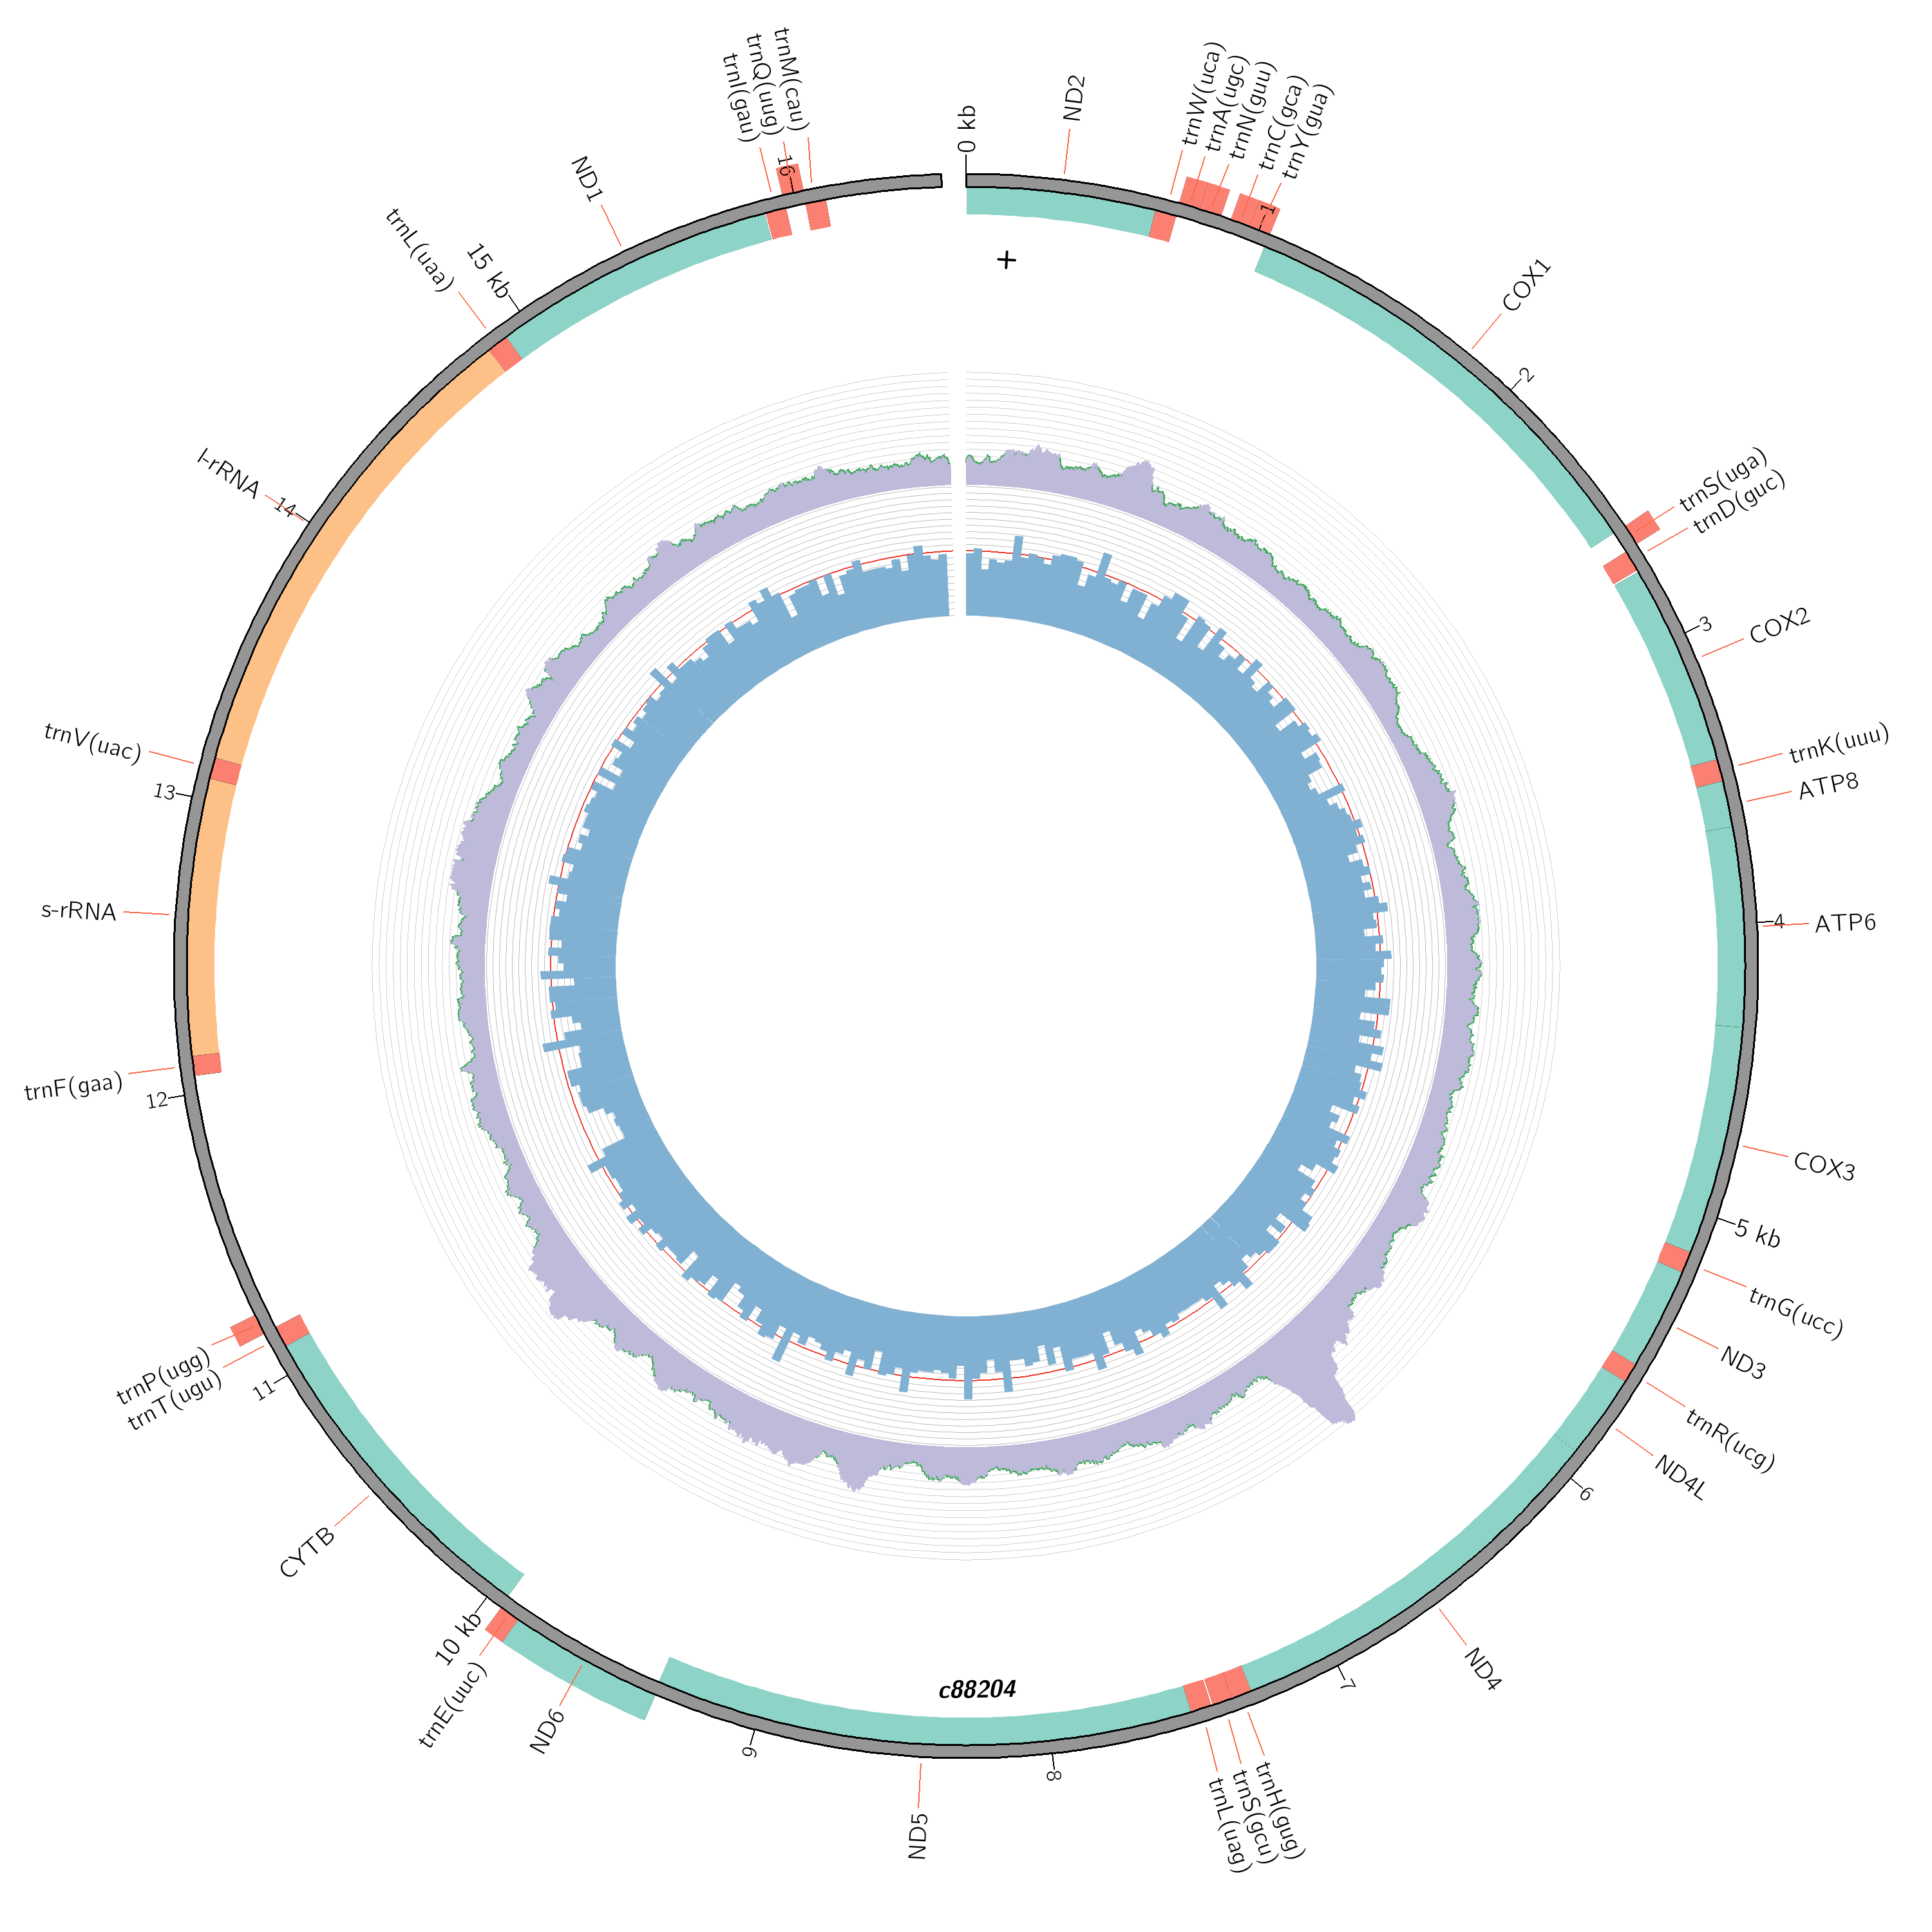 0 kb
ND2
trnW(uca)
trnA(ugc)
trnN(guu)
trnC(gca)
trnY(gua)
1
COX1
2
trnS(uga)
trnD(guc)
3
COX2
trnK(uuu)
ATP8
4
ATP6
COX3
5 kb
trnG(ucc)
ND3
trnR(ucg)
ND4L
6
ND4
7
trnH(gug)
trnS(gcu)
trnL(uag)
8
ND5
9
ND6
trnE(uuc)
10 kb
CYTB
11
trnT(ugu)
trnP(ugg)
12
trnF(gaa)
s-rRNA
13
trnV(uac)
14
l-rRNA
trnL(uaa)
15 kb
ND1
trnI(gau)
trnQ(uug)
16
trnM(cau)
+
c88204